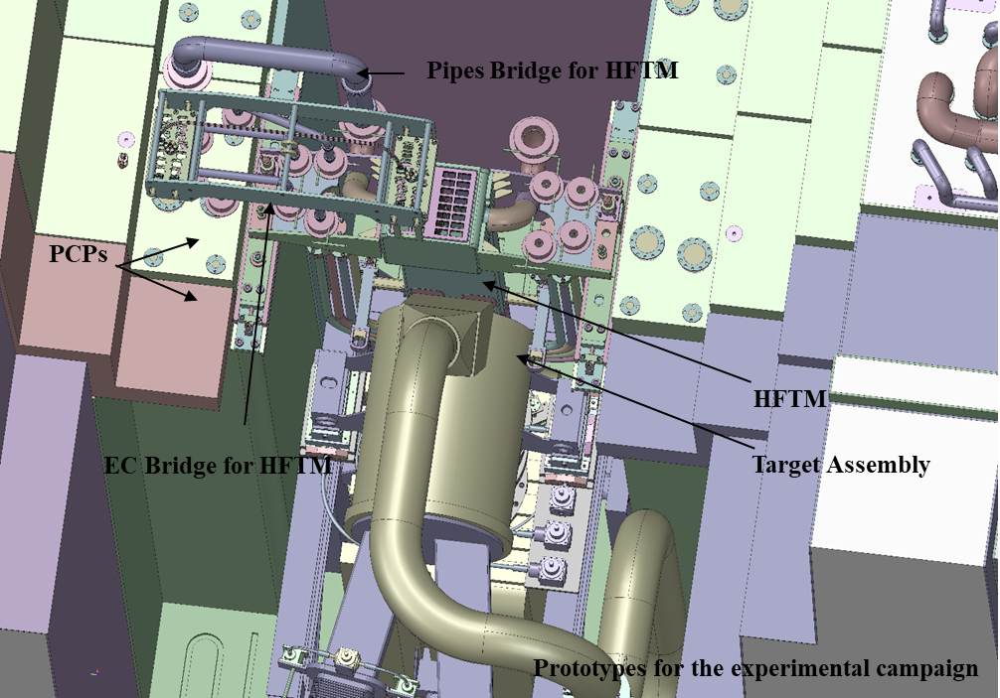 Pipes Bridge for HFTM
PCPs
HFTM
EC Bridge for HFTM
Target Assembly
Prototypes for the experimental campaign